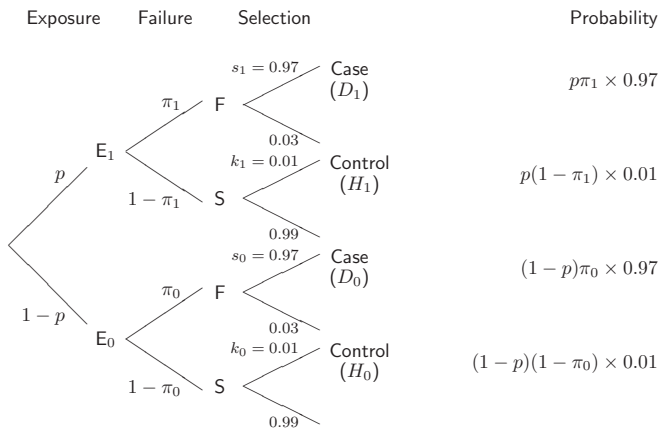 Exposure Failure Selection Probability
s₁ = 0.97 Case
(D₁) pπ₁ × 0.97
π₁ F
0.03
E₁ k₁ = 0.01 Control
(H₁) p(1 − π₁) × 0.01
p 1 − π₁ S
0.99
s₀ = 0.97 Case
(D₀) (1 − p)π₀ × 0.97
π₀ F
1 − p 0.03
E₀ k₀ = 0.01 Control
(H₀) (1 − p)(1 − π₀) × 0.01
1 − π₀ S
0.99